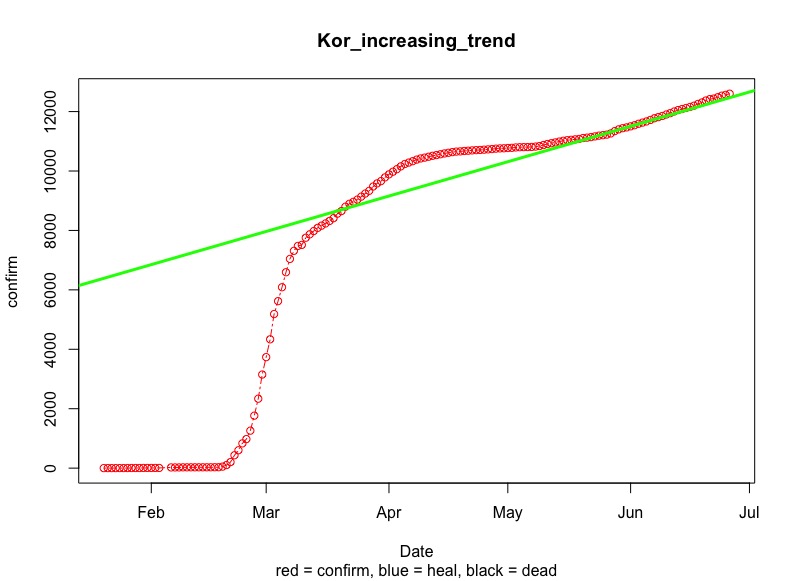 Kor_increasing_trend
confirm
12000
10000
8000
6000
4000
2000
0
Feb Mar Apr May Jun Jul
Date
red = confirm, blue = heal, black = dead